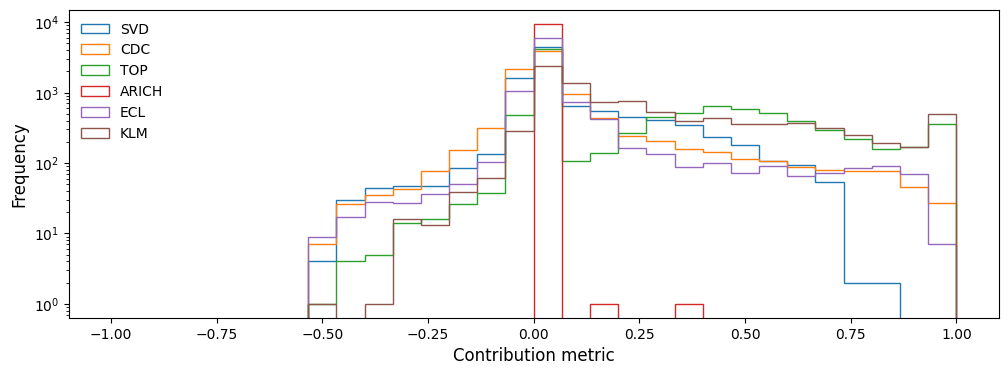 10⁴
10³
10²
10¹
10⁰
Frequency
SVD
CDC
TOP
ARICH
ECL
KLM
−1.00 −0.75 −0.50 −0.25 0.00 0.25 0.50 0.75 1.00
Contribution metric